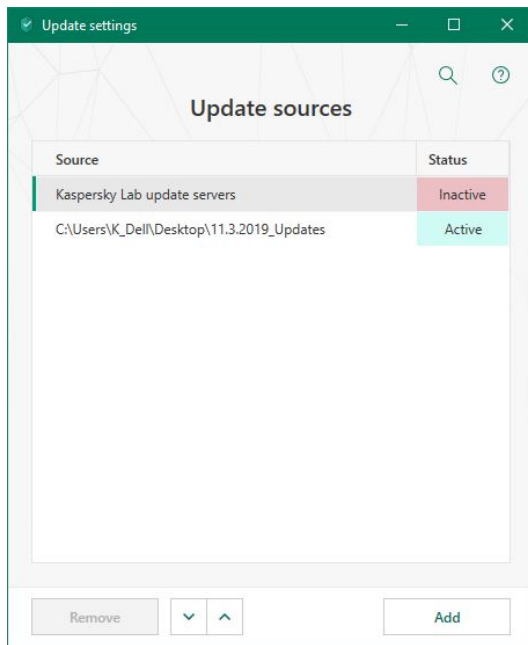 Update settings
Update sources
Source Status
Kaspersky Lab update servers Inactive
C:\Users\K_Dell\Desktop\11.3.2019_Updates Active
Remove Add